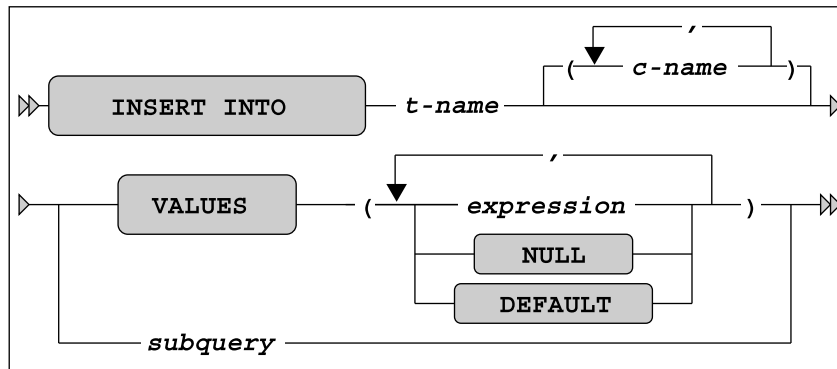 ,
( c-name )
INSERT INTO t-name
,
VALUES ( expression )
NULL
DEFAULT
subquery